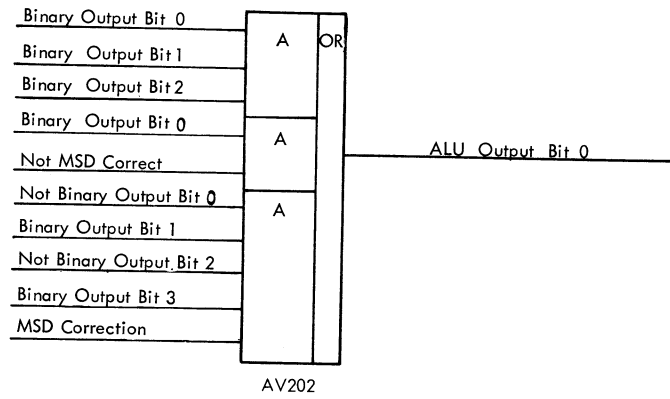 Binary Output Bit 0
Binary Output Bit 1
Binary Output Bit 2
Binary Output Bit 0
Not MSD Correct
Not Binary Output Bit 0
Binary Output Bit 1
Not Binary Output Bit 2
Binary Output Bit 3
MSD Correction
A
A
A
OR
ALU Output Bit 0
AV202